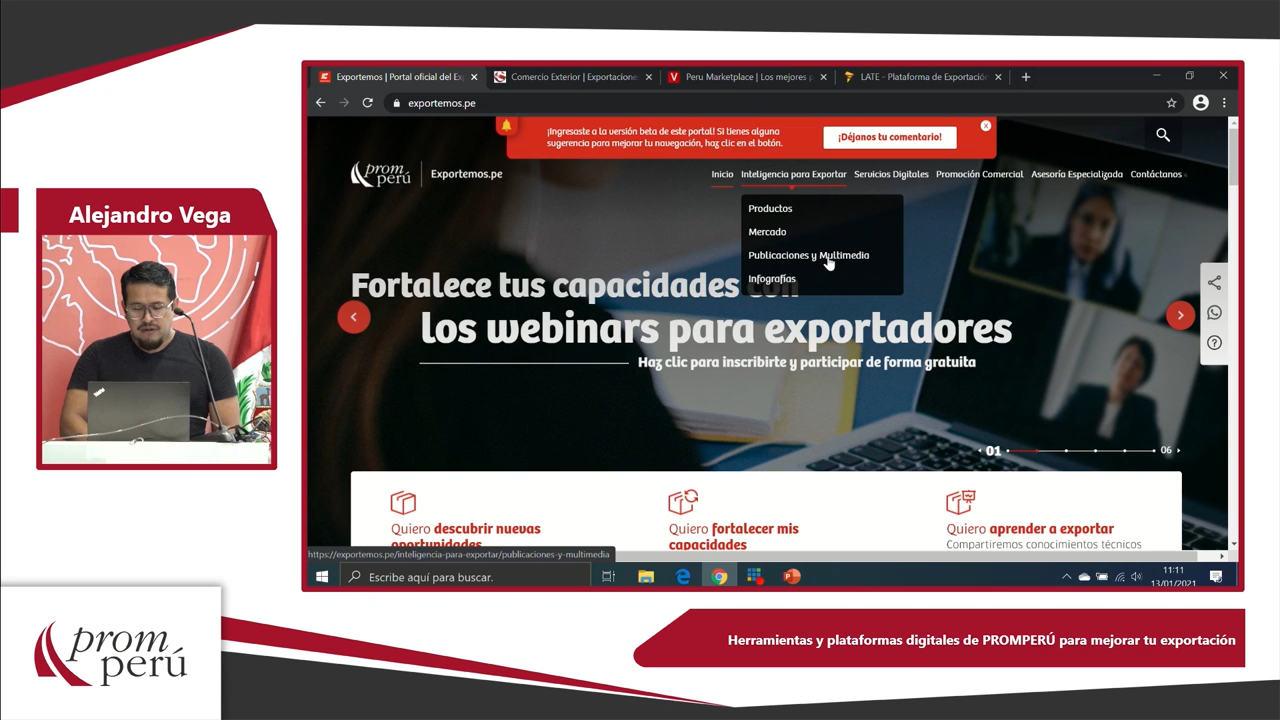 Exportemos | Portal oficial del Ex
Comercio Exterior | Exportacione
Peru Marketplace | Los mejores p
LATE - Plataforma de Exportació
exportemos.pe
¡Ingresaste a la versión beta de este portal! Si tienes alguna
sugerencia para mejorar tu navegación, haz clic en el botón.
¡Déjanos tu comentario!
prom
perú
Exportemos.pe
Inicio
Inteligencia para Exportar
Servicios Digitales
Promoción Comercial
Asesoría Especializada
Contáctanos
Productos
Mercado
Publicaciones y Multimedia
Infografías
Fortalece tus capacidades con
los webinars para exportadores
Haz clic para inscribirte y participar de forma gratuita
01
06
Quiero descubrir nuevas
oportunidades
Quiero fortalecer mis
capacidades
Quiero aprender a exportar
Compartiremos conocimientos técnicos
https://exportemos.pe/inteligencia-para-exportar/publicaciones-y-multimedia
Escribe aquí para buscar.
11:11
13/01/2021
Alejandro Vega
prom
perú
Herramientas y plataformas digitales de PROMPERÚ para mejorar tu exportación